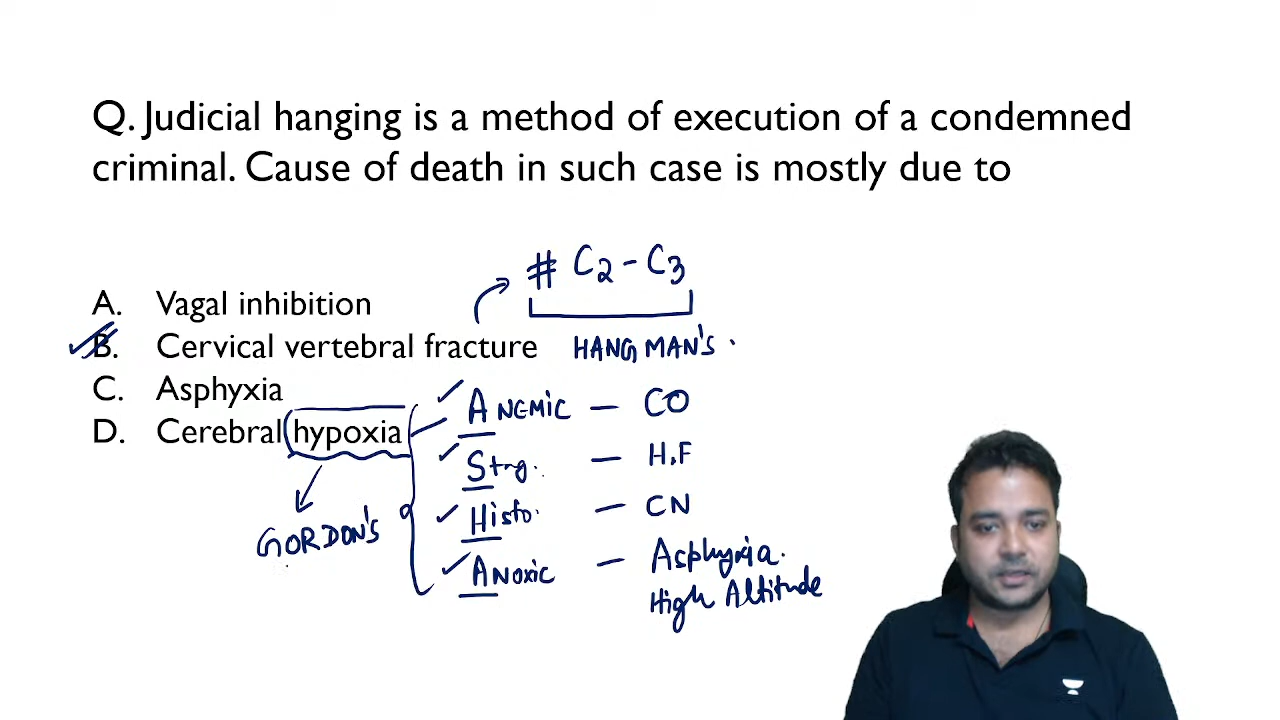 Q. Judicial hanging is a method of execution of a condemned
criminal. Cause of death in such case is mostly due to
# C2 - C3
A. Vagal inhibition
B. Cervical vertebral fracture HANGMAN'S.
C. Asphyxia
ANEMIC - CO
D. Cerebral hypoxia
Stag. - H.F
Histo. - CN
GORDON'S
ANOXIC - Asphyxia.
High Altitude